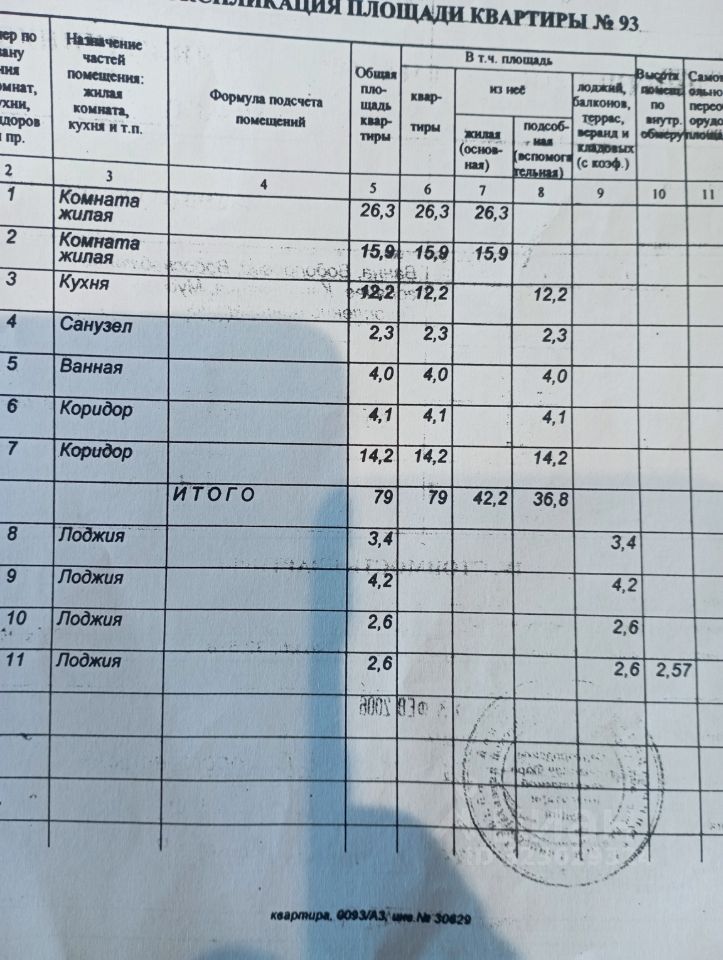 ЭКСПЛИКАЦИЯ ПЛОЩАДИ КВАРТИРЫ № 93
Назначение частей помещения: жилая комната, кухня и т.п.
Формула подсчета помещений
Общая площадь квартиры
В т.ч. площадь
квартиры
из неё
жилая (основная)
подсобная (вспомогательная)
лоджий, балконов, террас, веранд и кладовых (с коэф.)
Высота помещ. по внутр. обмеру
2 3 4 5 6 7 8 9 10 11
1 Комната жилая 26,3 26,3 26,3
2 Комната жилая 15,9 15,9 15,9
3 Кухня 12,2 12,2 12,2
4 Санузел 2,3 2,3 2,3
5 Ванная 4,0 4,0 4,0
6 Коридор 4,1 4,1 4,1
7 Коридор 14,2 14,2 14,2
ИТОГО 79 79 42,2 36,8
8 Лоджия 3,4 3,4
9 Лоджия 4,2 4,2
10 Лоджия 2,6 2,6
11 Лоджия 2,6 2,6 2,57
ФЕВ 2006
квартира, 0093/А3, инв.№ 30629